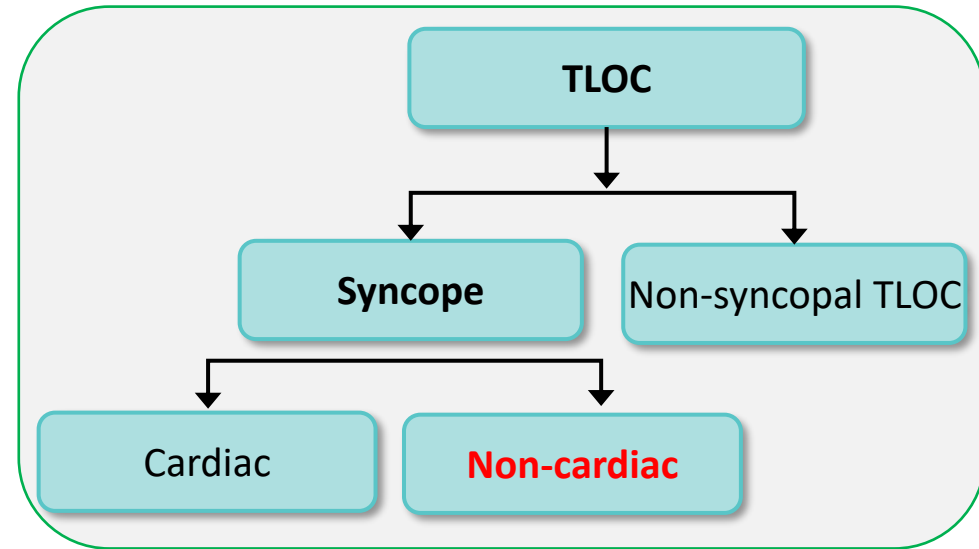 TLOC
Syncope
Non-syncopal TLOC
Cardiac
Non-cardiac